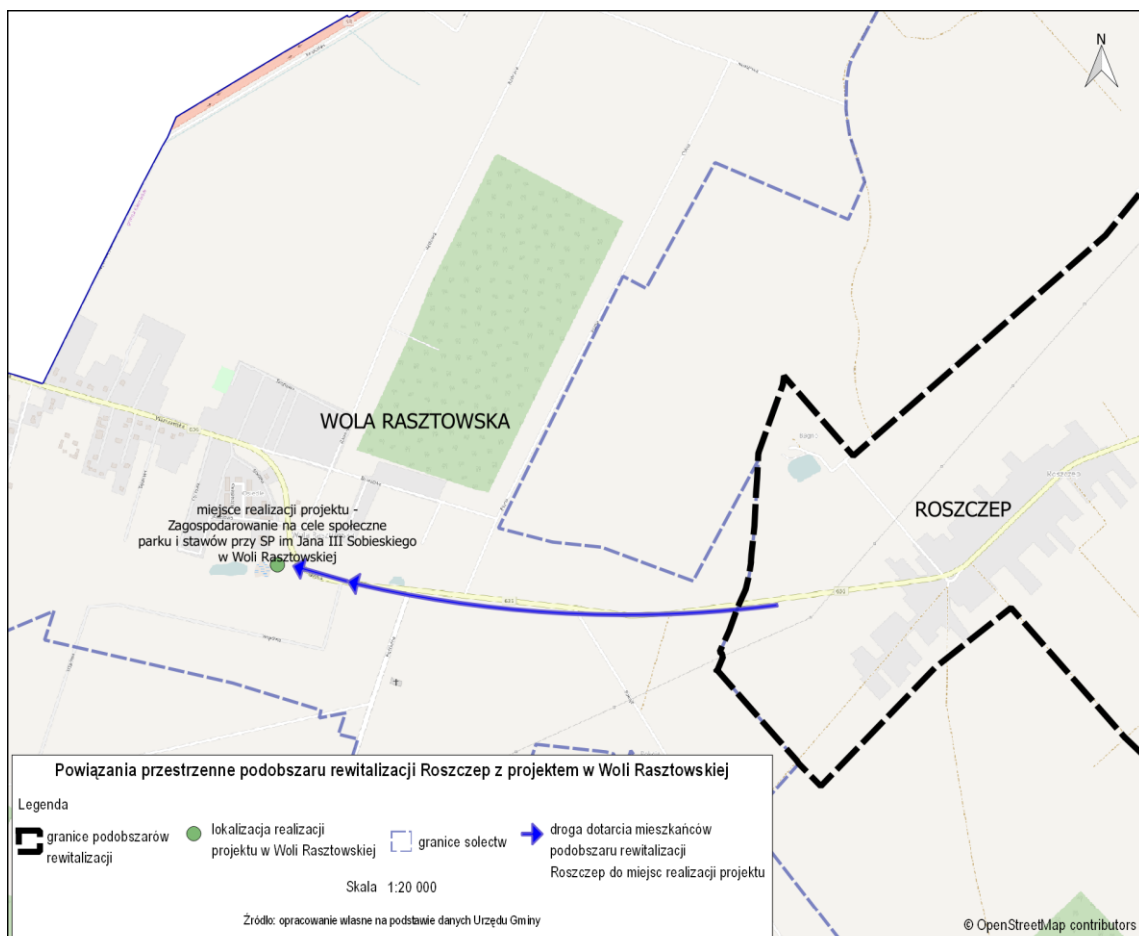 N
WOLA RASZTOWSKA
ROSZCZEP
miejsce realizacji projektu -
Zagospodarowanie na cele społeczne
parku i stawów przy SP im Jana III Sobieskiego
w Woli Rasztowskiej
Powiązania przestrzenne podobszaru rewitalizacji Roszczep z projektem w Woli Rasztowskiej
Legenda
granice podobszarów
rewitalizacji
lokalizacja realizacji
projektu w Woli Rasztowskiej
granice sołectw
droga dotarcia mieszkańców
podobszaru rewitalizacji
Roszczep do miejsc realizacji projektu
Skala 1:20 000
Źródło: opracowanie własne na podstawie danych Urzędu Gminy
© OpenStreetMap contributors